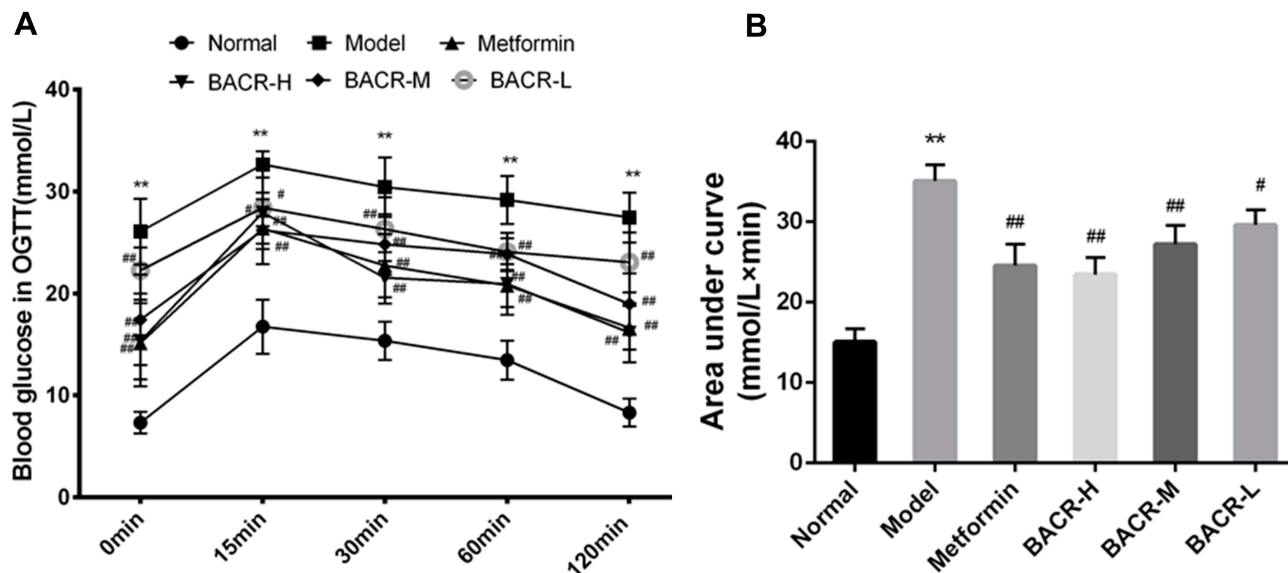 A
Normal Model Metformin
BACR-H BACR-M BACR-L
Blood glucose in OGTT(mmol/L)
40
30
20
10
0
** ** ** ** **
## # ## ## ##
## ## ## ## ##
## ## ## ## ##
## ## ## ## ##
0min 15min 30min 60min 120min
B
Area under curve
(mmol/L×min)
40
30
20
10
0
** ## ## ## #
Normal Model Metformin BACR-H BACR-M BACR-L